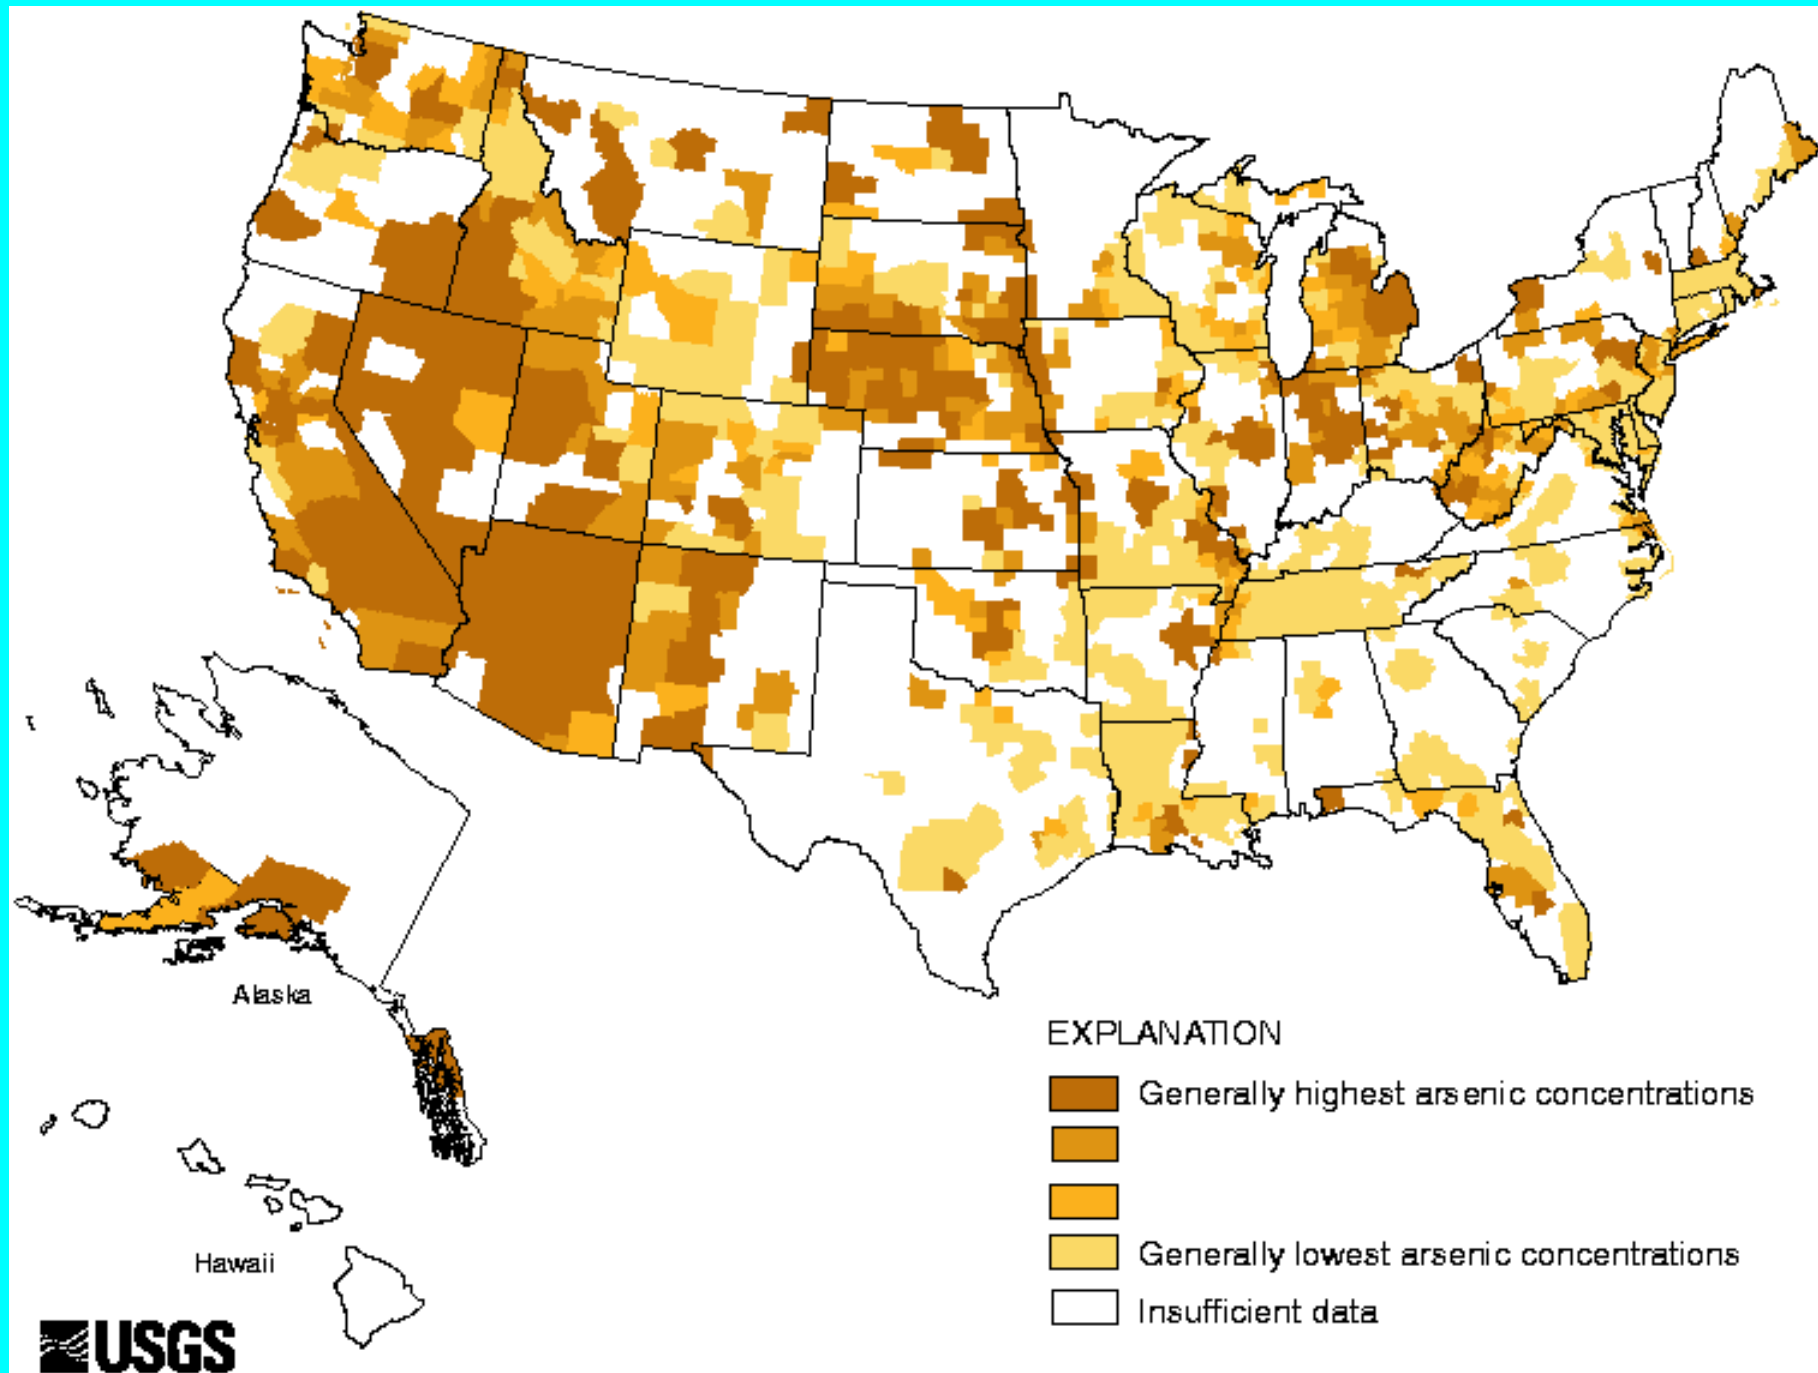 Alaska
Hawaii
EXPLANATION
Generally highest arsenic concentrations
Generally lowest arsenic concentrations
Insufficient data
USGS